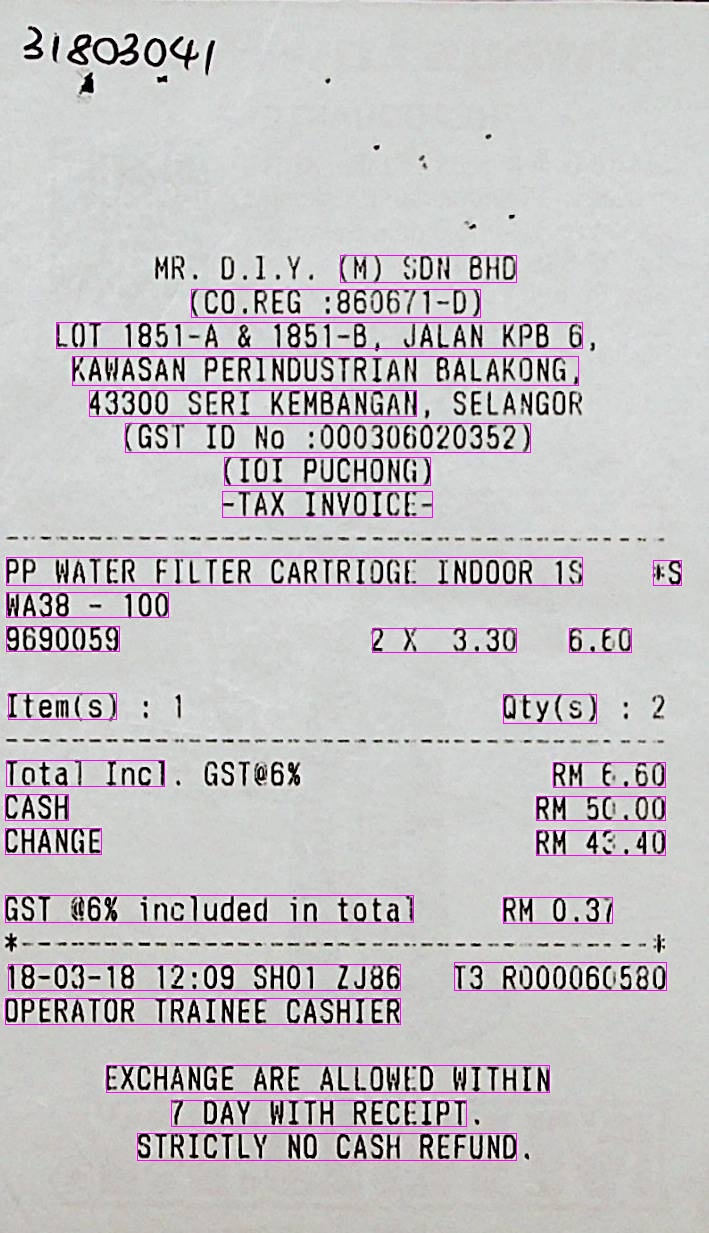 31803041
MR. D.I.Y. (M) SDN BHD
(CO.REG :860671-D)
LOT 1851-A & 1851-B, JALAN KPB 6,
KAWASAN PERINDUSTRIAN BALAKONG,
43300 SERI KEMBANGAN, SELANGOR
(GST ID No :000306020352)
(IOI PUCHONG)
-TAX INVOICE-
PP WATER FILTER CARTRIDGE INDOOR 1S *S
WA38 - 100
9690059 2 X 3.30 6.60
Item(s) : 1 Qty(s) : 2
Total Incl. GST@6% RM 6.60
CASH RM 50.00
CHANGE RM 43.40
GST @6% included in total RM 0.37
*--------------------------------------*
18-03-18 12:09 SH01 ZJ86 T3 R000060580
OPERATOR TRAINEE CASHIER
EXCHANGE ARE ALLOWED WITHIN
7 DAY WITH RECEIPT.
STRICTLY NO CASH REFUND.